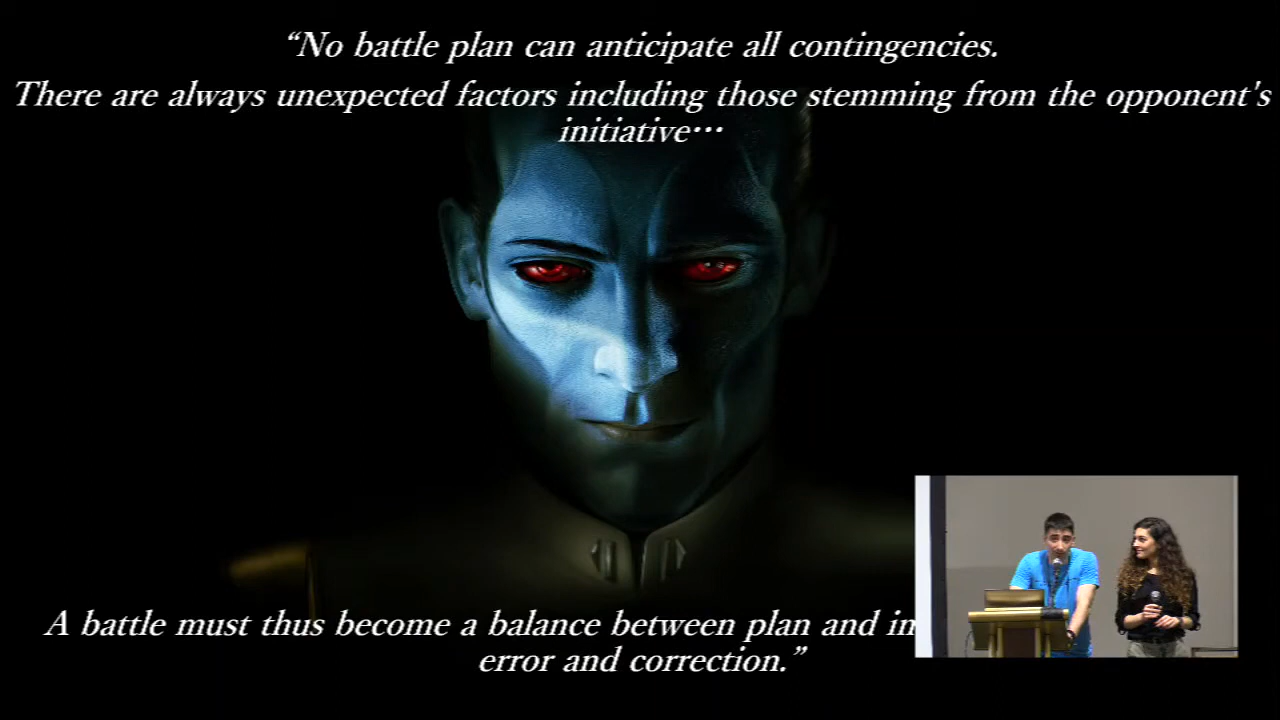 “No battle plan can anticipate all contingencies.
There are always unexpected factors including those stemming from the opponent's
initiative…
A battle must thus become a balance between plan and
error and correction.”